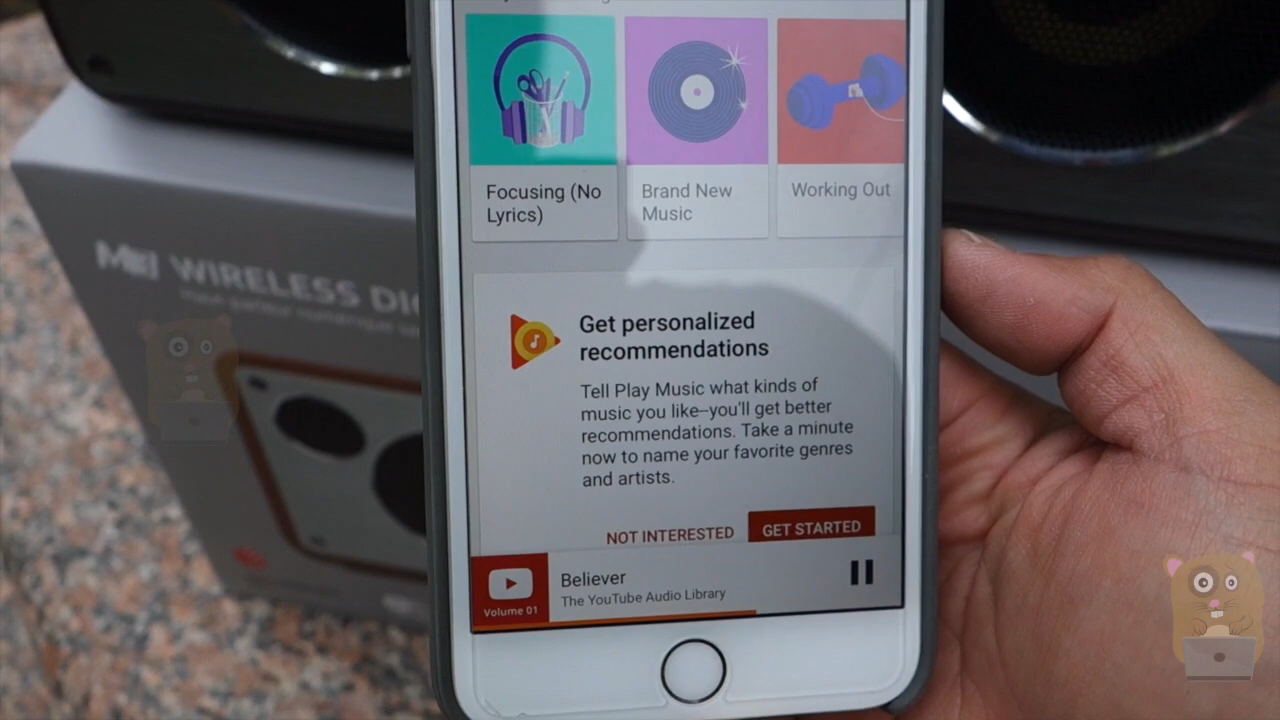 Focusing (No
Lyrics)
Brand New
Music
Working Out
WIRELESS DI
Get personalized
recommendations
Tell Play Music what kinds of
music you like–you'll get better
recommendations. Take a minute
now to name your favorite genres
and artists.
NOT INTERESTED
GET STARTED
Believer
The YouTube Audio Library
Volume 01